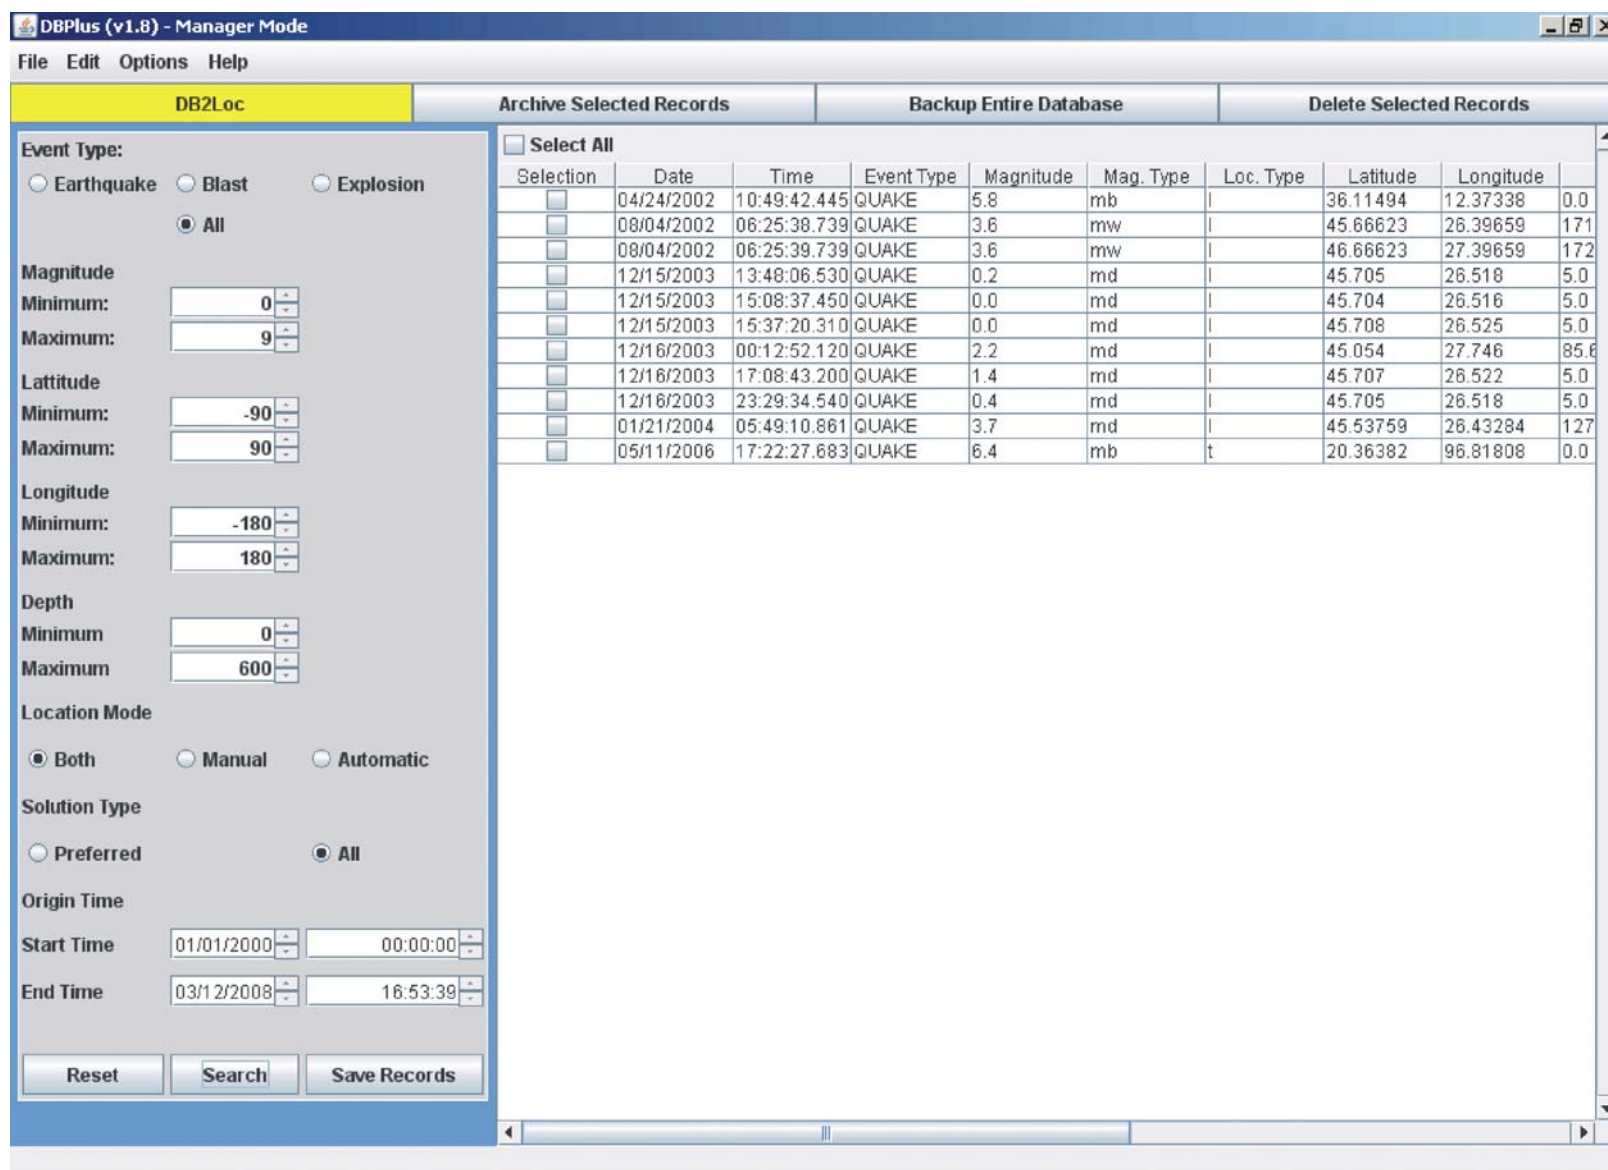 DBPlus (v1.8) - Manager Mode
File Edit Options Help
DB2Loc Archive Selected Records Backup Entire Database Delete Selected Records
Event Type:
Earthquake Blast Explosion
All
Magnitude
Minimum: 0
Maximum: 9
Lattitude
Minimum: -90
Maximum: 90
Longitude
Minimum: -180
Maximum: 180
Depth
Minimum 0
Maximum 600
Location Mode
Both Manual Automatic
Solution Type
Preferred All
Origin Time
Start Time 01/01/2000 00:00:00
End Time 03/12/2008 16:53:39
Reset Search Save Records
Select All
Selection Date Time Event Type Magnitude Mag. Type Loc. Type Latitude Longitude
04/24/2002 10:49:42.445 QUAKE 5.8 mb l 36.11494 12.37338 0.0
08/04/2002 06:25:38.739 QUAKE 3.6 mw l 45.66623 26.39659 171
08/04/2002 06:25:39.739 QUAKE 3.6 mw l 46.66623 27.39659 172
12/15/2003 13:48:06.530 QUAKE 0.2 md l 45.705 26.518 5.0
12/15/2003 15:08:37.450 QUAKE 0.0 md l 45.704 26.516 5.0
12/15/2003 15:37:20.310 QUAKE 0.0 md l 45.708 26.525 5.0
12/16/2003 00:12:52.120 QUAKE 2.2 md l 45.054 27.746 85.6
12/16/2003 17:08:43.200 QUAKE 1.4 md l 45.707 26.522 5.0
12/16/2003 23:29:34.540 QUAKE 0.4 md l 45.705 26.518 5.0
01/21/2004 05:49:10.861 QUAKE 3.7 md l 45.53759 26.43284 127
05/11/2006 17:22:27.683 QUAKE 6.4 mb t 20.36382 96.81808 0.0